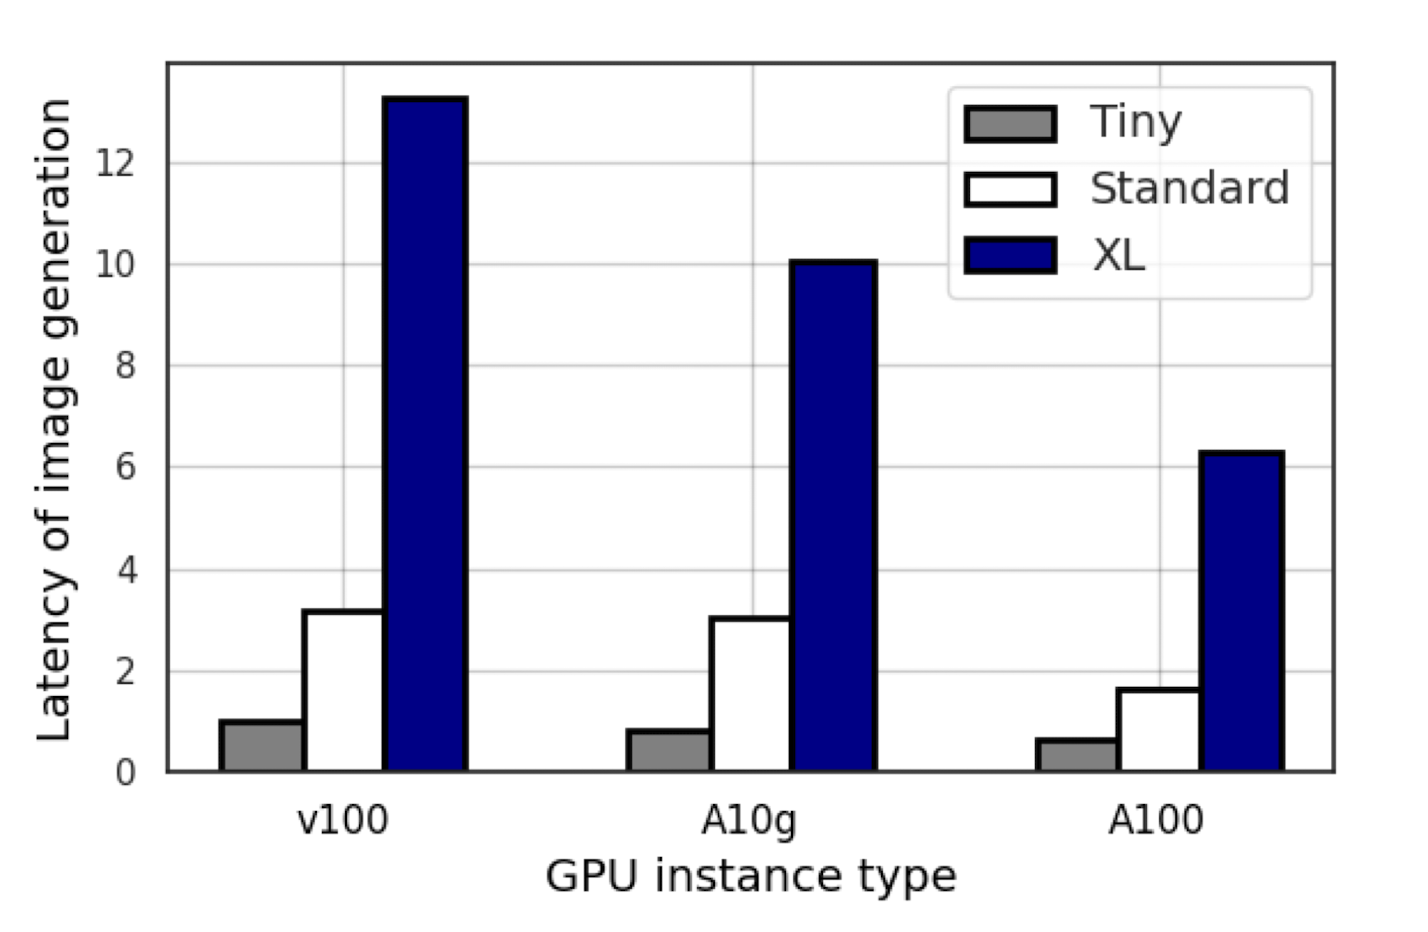 Latency of image generation
12
10
8
6
4
2
0
Tiny
Standard
XL
v100
A10g
A100
GPU instance type